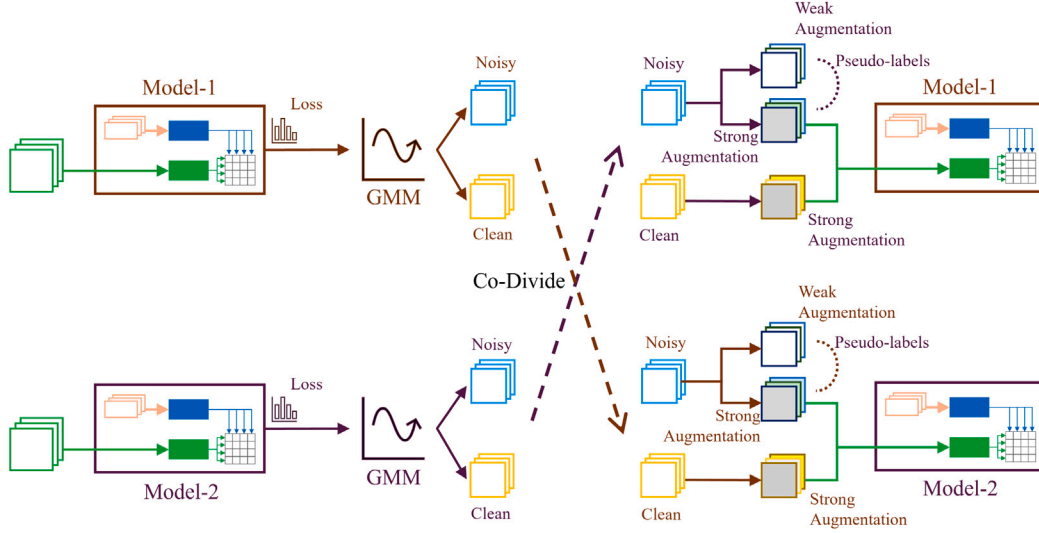 Model-1
Loss
GMM
Noisy
Clean
Weak
Augmentation
Noisy
Pseudo-labels
Strong
Augmentation
Clean
Strong
Augmentation
Model-1
Co-Divide
Loss
GMM
Model-2
Noisy
Clean
Weak
Augmentation
Noisy
Pseudo-labels
Strong
Augmentation
Clean
Strong
Augmentation
Model-2